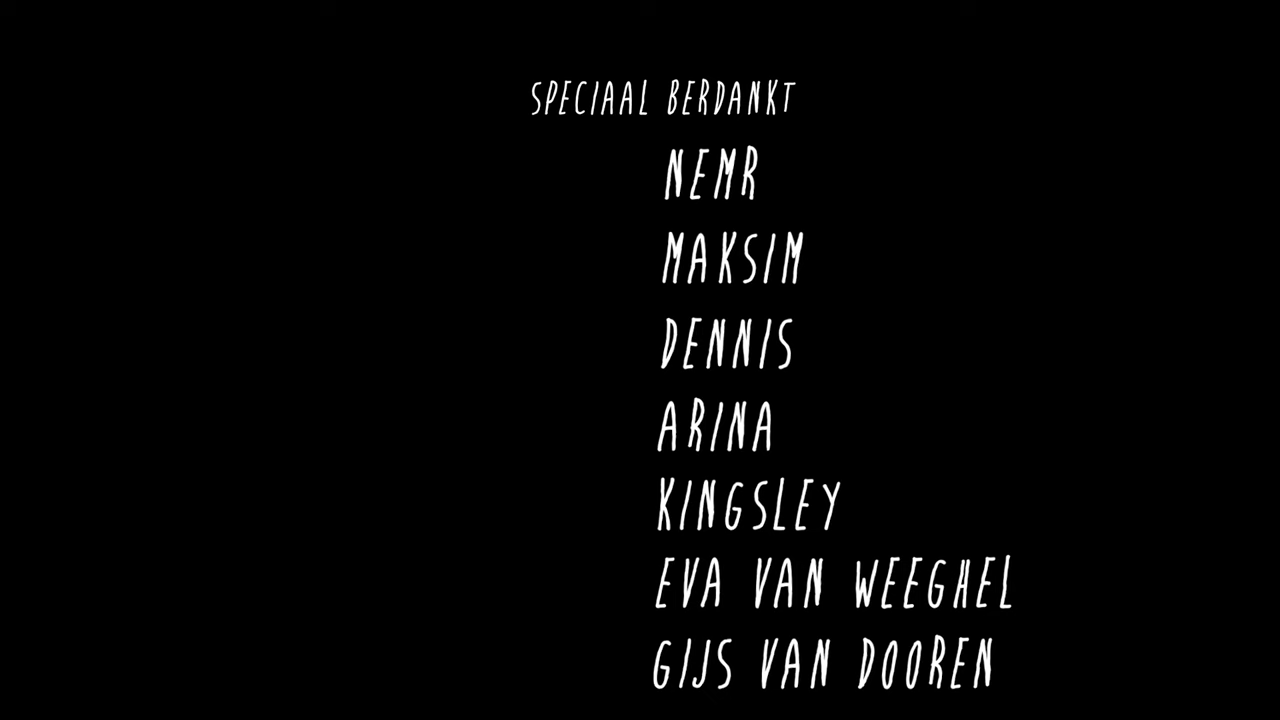 SPECIAAL BERDANKT
NEMR
MAKSIM
DENNIS
ARINA
KINGSLEY
EVA VAN WEEGHEL
GIJS VAN DOOREN